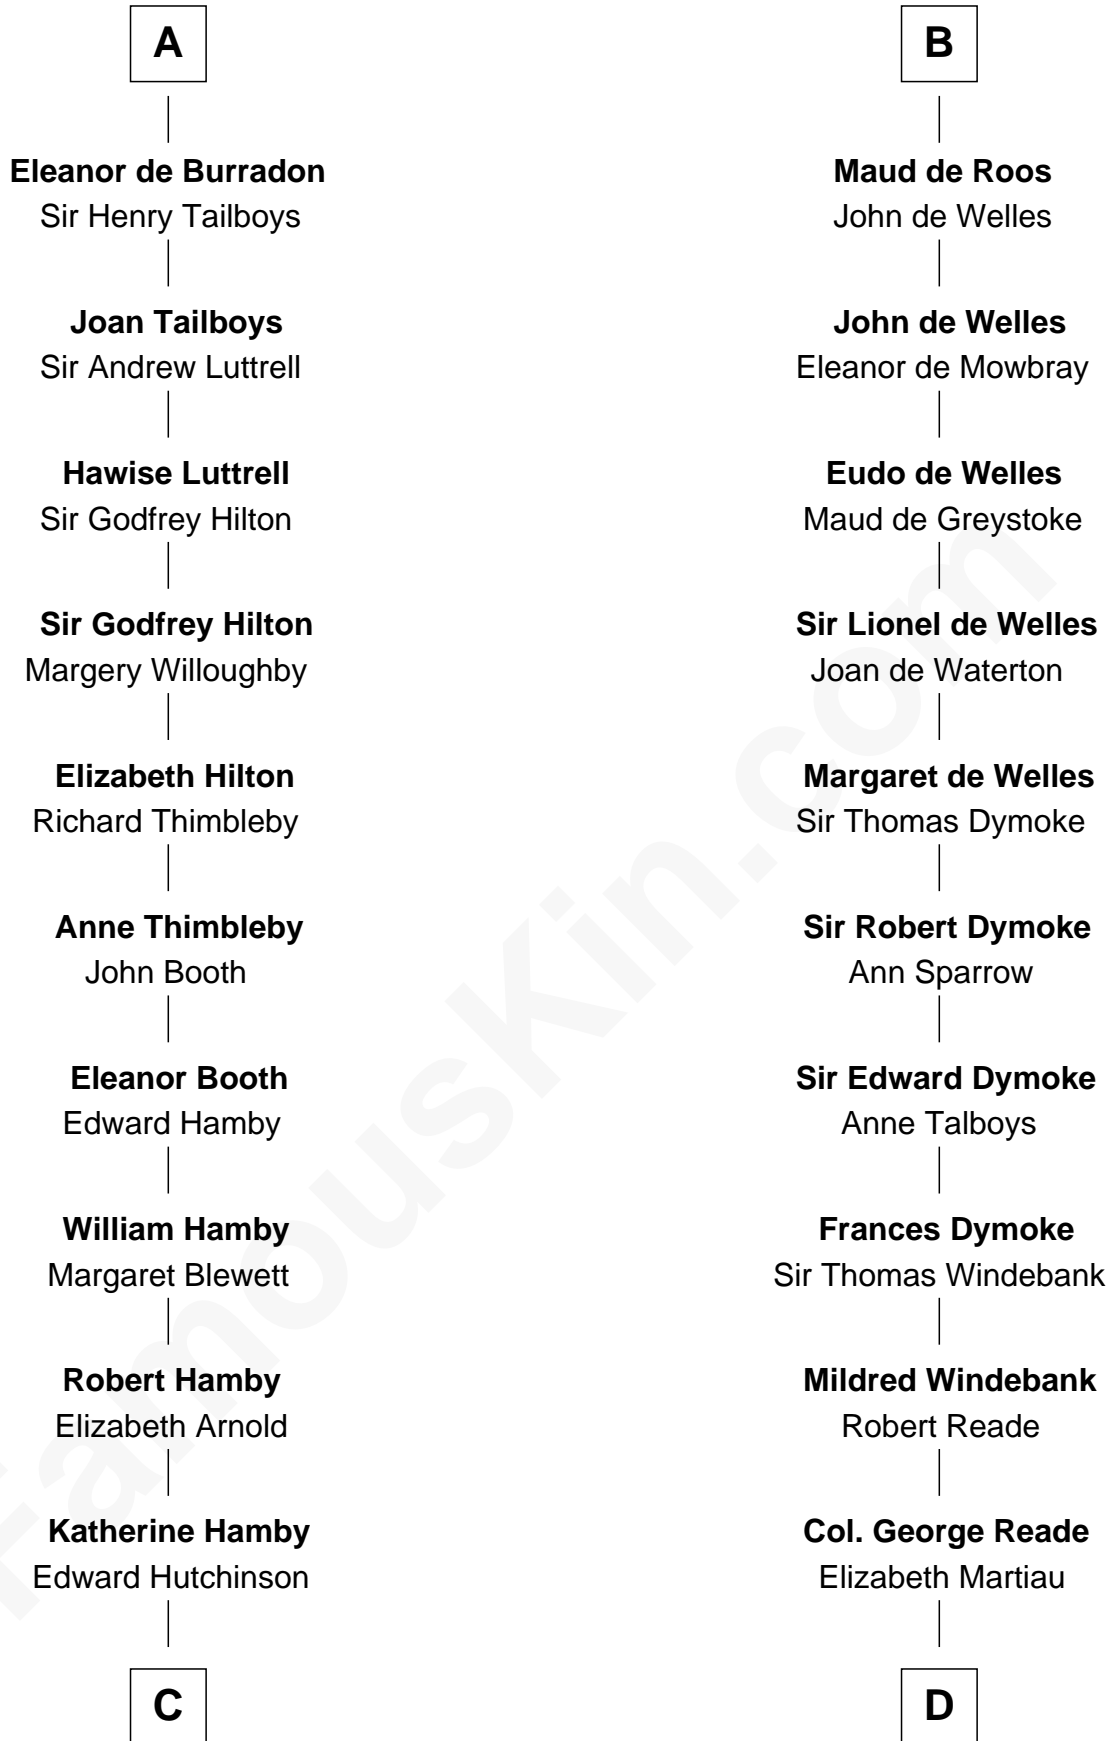 A
Eleanor de Burradon
Sir Henry Tailboys
Joan Tailboys
Sir Andrew Luttrell
Hawise Luttrell
Sir Godfrey Hilton
Sir Godfrey Hilton
Margery Willoughby
Elizabeth Hilton
Richard Thimbleby
Anne Thimbleby
John Booth
Eleanor Booth
Edward Hamby
William Hamby
Margaret Blewett
Robert Hamby
Elizabeth Arnold
Katherine Hamby
Edward Hutchinson
C
B
Maud de Roos
John de Welles
John de Welles
Eleanor de Mowbray
Eudo de Welles
Maud de Greystoke
Sir Lionel de Welles
Joan de Waterton
Margaret de Welles
Sir Thomas Dymoke
Sir Robert Dymoke
Ann Sparrow
Sir Edward Dymoke
Anne Talboys
Frances Dymoke
Sir Thomas Windebank
Mildred Windebank
Robert Reade
Col. George Reade
Elizabeth Martiau
D
FamousKin.com